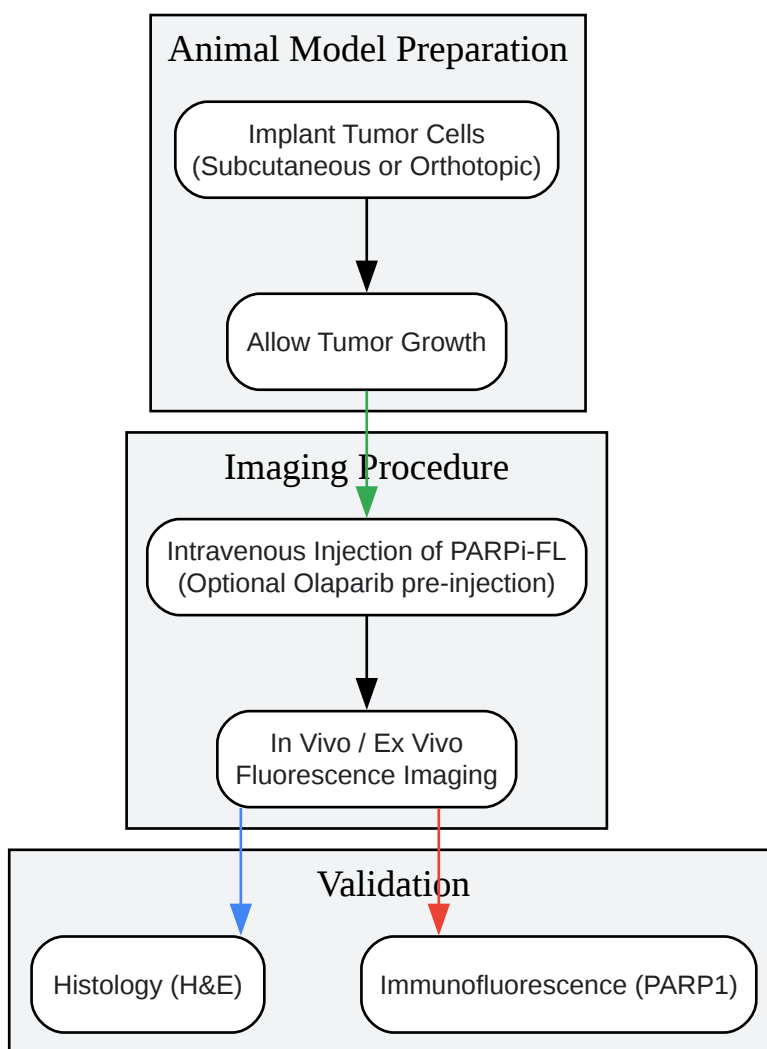 Animal Model Preparation
Implant Tumor Cells
(Subcutaneous or Orthotopic)
Allow Tumor Growth
Imaging Procedure
Intravenous Injection of PARPi-FL
(Optional Olaparib pre-injection)
In Vivo / Ex Vivo
Fluorescence Imaging
Validation
Histology (H&E)
Immunofluorescence (PARP1)